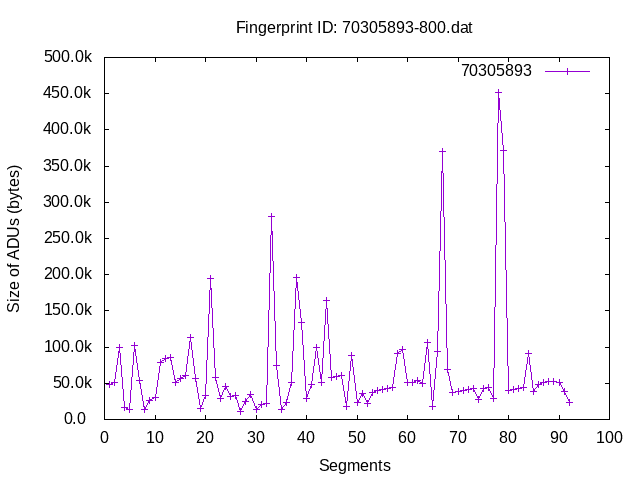 Fingerprint ID: 70305893-800.dat
500.0k
70305893
450.0k
400.0k
350.0k
300.0k
250.0k
200.0k
150.0k
100.0k
50.0k
0.0
Size of ADUs (bytes)
0 10 20 30 40 50 60 70 80 90 100
Segments